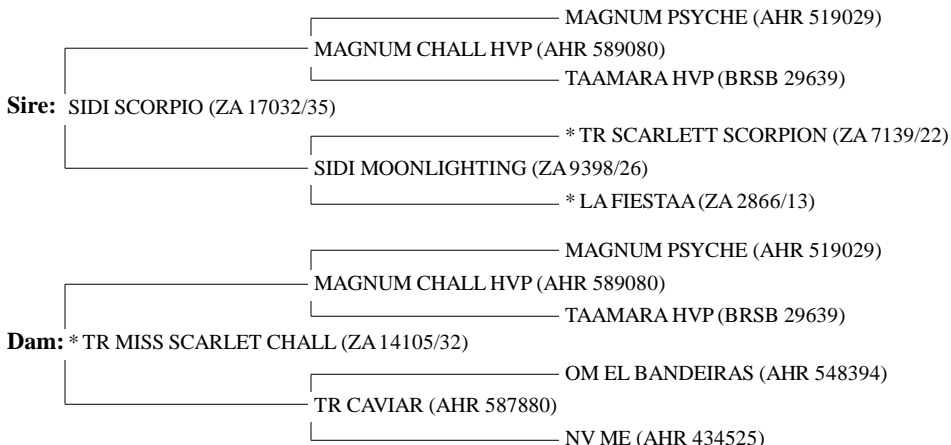 MAGNUM PSYCHE (AHR 519029)
MAGNUM CHALL HVP (AHR 589080)
TAAMARA HVP (BRSB 29639)
Sire: SIDI SCORPIO (ZA 17032/35)
* TR SCARLETT SCORPION (ZA 7139/22)
SIDI MOONLIGHTING (ZA 9398/26)
* LA FIESTAA (ZA 2866/13)
MAGNUM PSYCHE (AHR 519029)
MAGNUM CHALL HVP (AHR 589080)
TAAMARA HVP (BRSB 29639)
Dam: * TR MISS SCARLET CHALL (ZA 14105/32)
OM EL BANDEIRAS (AHR 548394)
TR CAVIAR (AHR 587880)
NV ME (AHR 434525)